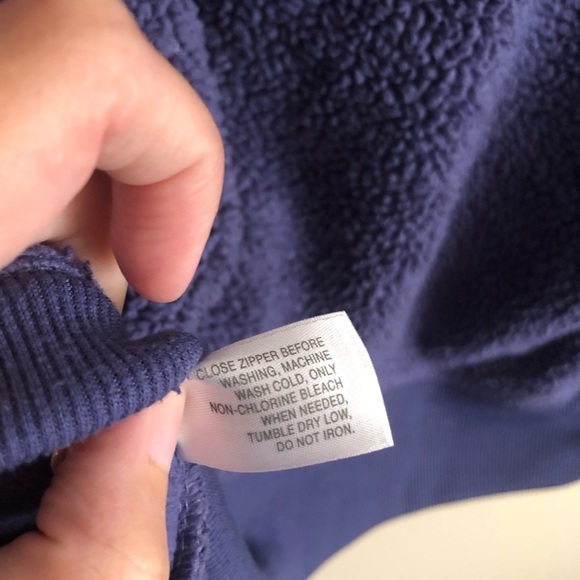 CLOSE ZIPPER BEFORE
WASHING, MACHINE
WASH COLD, ONLY
NON-CHLORINE BLEACH
WHEN NEEDED,
TUMBLE DRY LOW,
DO NOT IRON.